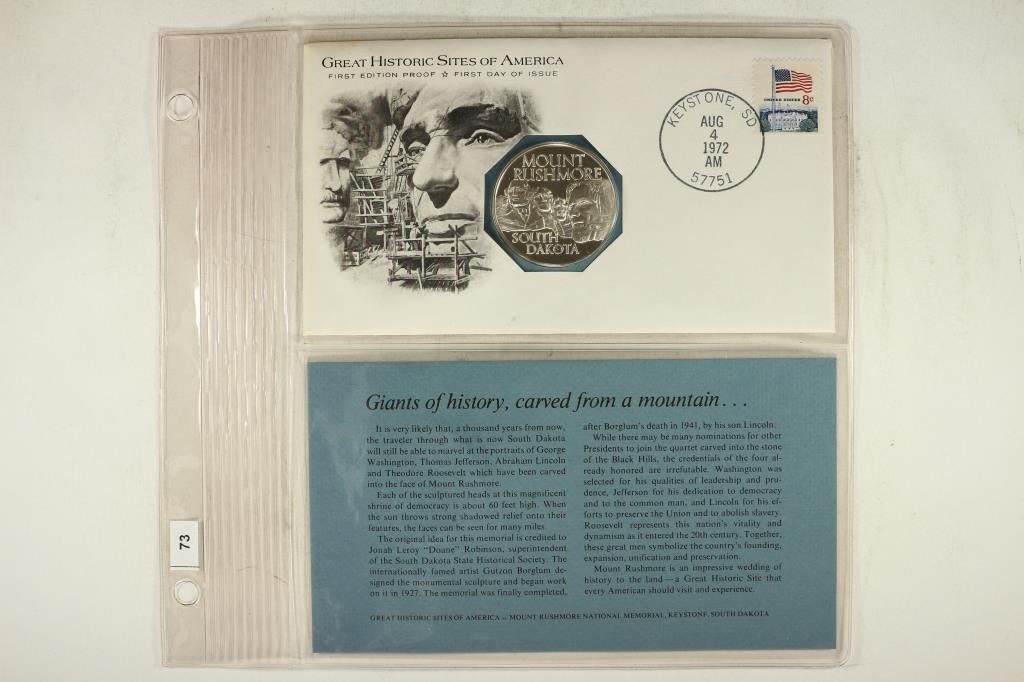 GREAT HISTORIC SITES OF AMERICA
FIRST EDITION PROOF ☆ FIRST DAY OF ISSUE
MOUNT
RUSHMORE
SOUTH
DAKOTA
KEYSTONE, SD
AUG
4
1972
AM
57751
UNITED STATES 8c
Giants of history, carved from a mountain...
It is very likely that, a thousand years from now,
the traveler through what is now South Dakota
will still be able to marvel at the portraits of George
Washington, Thomas Jefferson, Abraham Lincoln
and Theodore Roosevelt which have been carved
into the face of Mount Rushmore.
Each of the sculptured heads at this magnificent
shrine of democracy is about 60 feet high. When
the sun throws strong shadowed relief onto their
features, the faces can be seen for many miles.
The original idea for this memorial is credited to
Jonah Leroy "Doane" Robinson, superintendent
of the South Dakota State Historical Society. The
internationally famed artist Gutzon Borglum de-
signed the monumental sculpture and began work
on it in 1927. The memorial was finally completed,
after Borglum's death in 1941, by his son Lincoln.
While there may be many nominations for other
Presidents to join the quartet carved into the stone
of the Black Hills, the credentials of the four al-
ready honored are irrefutable. Washington was
selected for his qualities of leadership and pru-
dence, Jefferson for his dedication to democracy
and to the common man, and Lincoln for his ef-
forts to preserve the Union and to abolish slavery.
Roosevelt represents this nation's vitality and
dynamism as it entered the 20th century. Together,
these great men symbolize the country's founding,
expansion, unification and preservation.
Mount Rushmore is an impressive wedding of
history to the land—a Great Historic Site that
every American should visit and experience.
GREAT HISTORIC SITES OF AMERICA — MOUNT RUSHMORE NATIONAL MEMORIAL, KEYSTONE, SOUTH DAKOTA
73